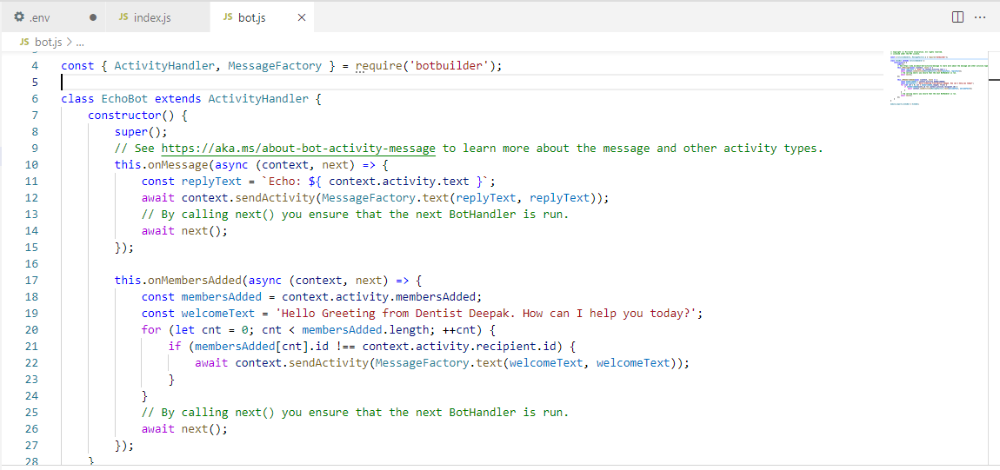 .env
JS index.js
JS bot.js
JS bot.js > ...
4 const { ActivityHandler, MessageFactory } = require('botbuilder');
5
6 class EchoBot extends ActivityHandler {
7 constructor() {
8 super();
9 // See https://aka.ms/about-bot-activity-message to learn more about the message and other activity types.
10 this.onMessage(async (context, next) => {
11 const replyText = `Echo: ${ context.activity.text }`;
12 await context.sendActivity(MessageFactory.text(replyText, replyText));
13 // By calling next() you ensure that the next BotHandler is run.
14 await next();
15 });
16
17 this.onMembersAdded(async (context, next) => {
18 const membersAdded = context.activity.membersAdded;
19 const welcomeText = 'Hello Greeting from Dentist Deepak. How can I help you today?';
20 for (let cnt = 0; cnt < membersAdded.length; ++cnt) {
21 if (membersAdded[cnt].id !== context.activity.recipient.id) {
22 await context.sendActivity(MessageFactory.text(welcomeText, welcomeText));
23 }
24 }
25 // By calling next() you ensure that the next BotHandler is run.
26 await next();
27 });
28 }